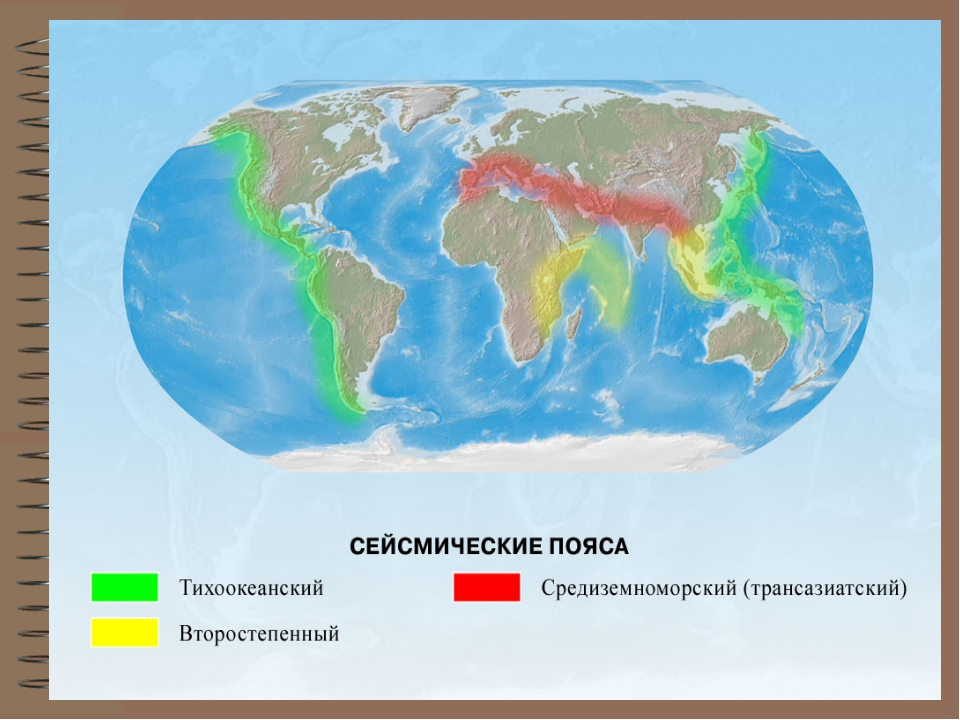 СЕЙСМИЧЕСКИЕ ПОЯСА
Тихоокеанский
Средиземноморский (трансазиатский)
Второстепенный